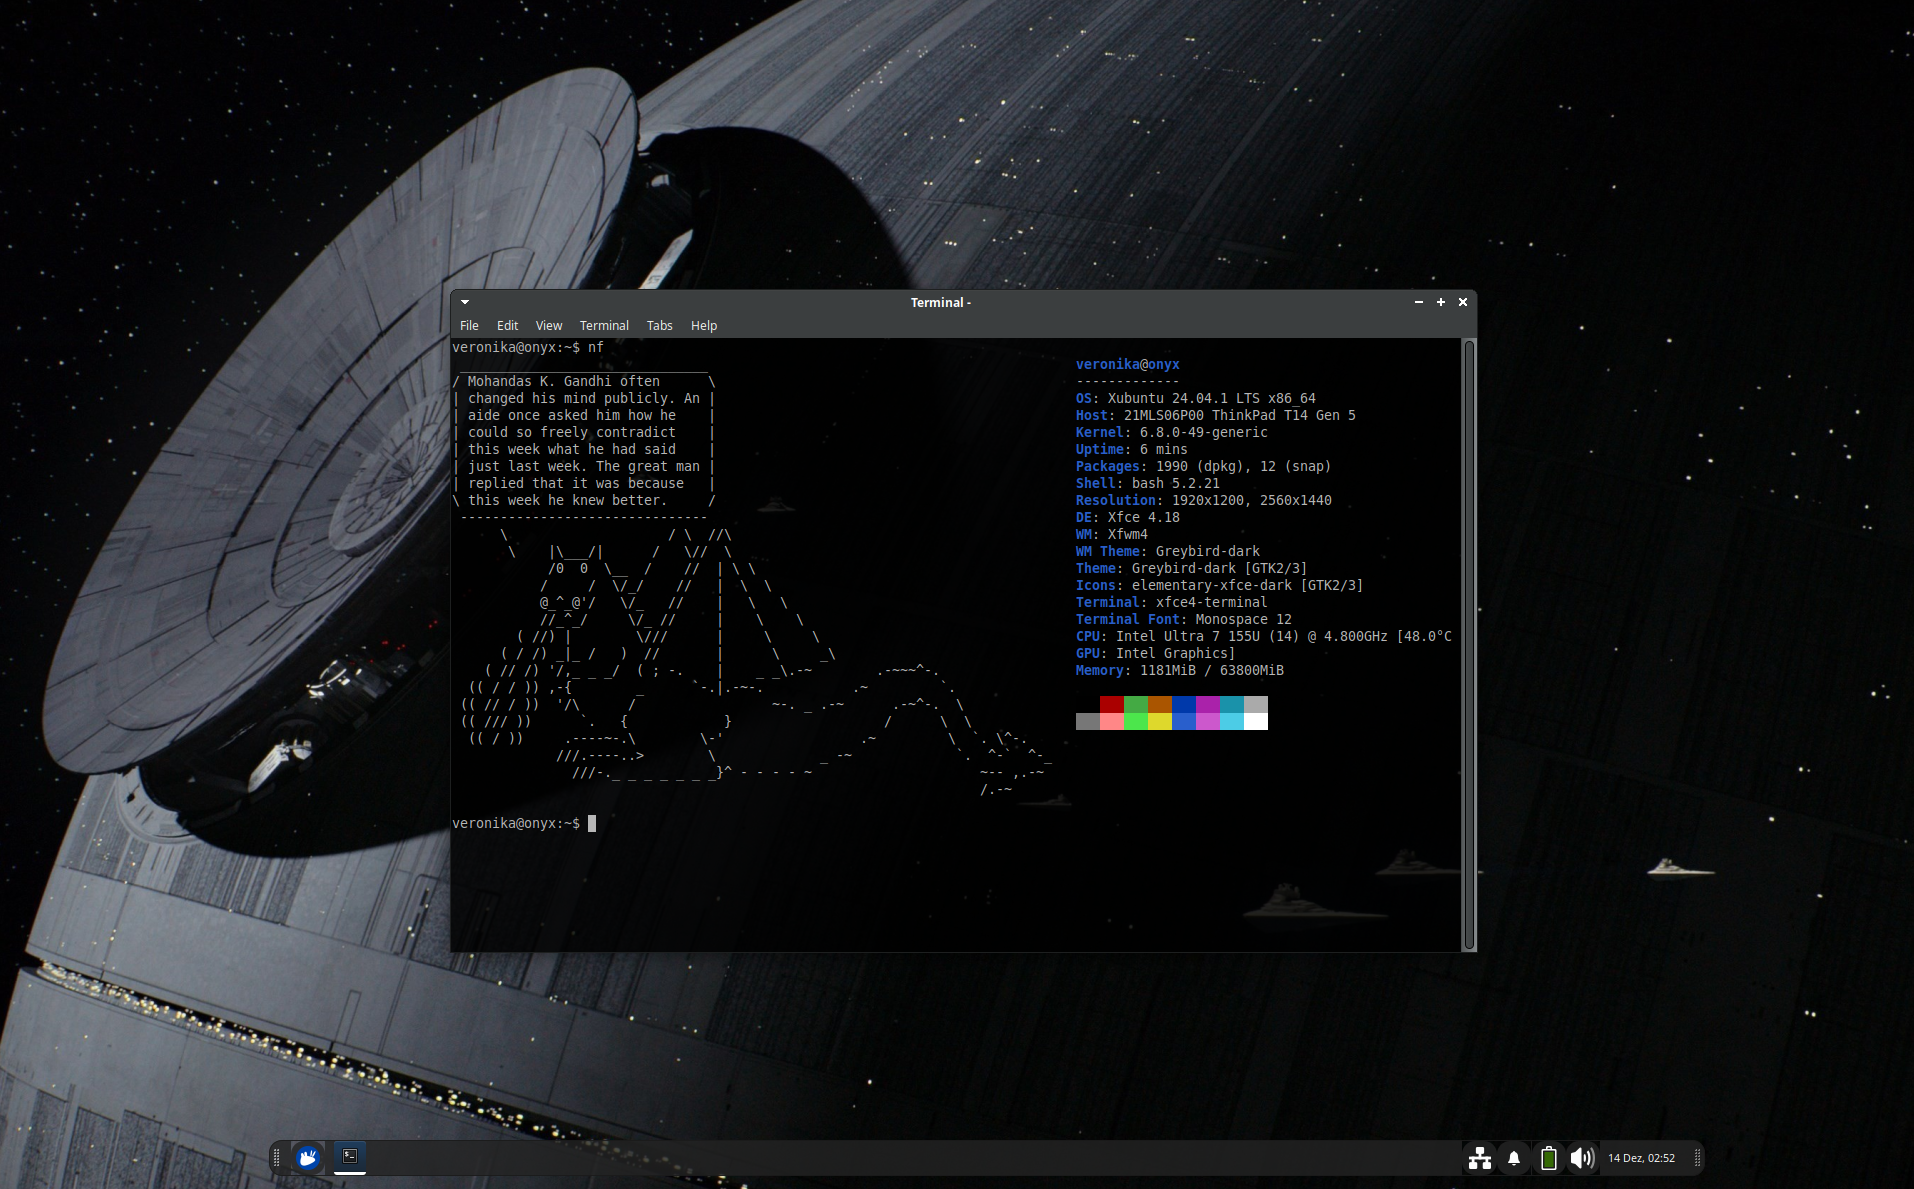 Terminal -
File Edit View Terminal Tabs Help
veronika@onyx:~$ nf
Mohandas K. Gandhi often
changed his mind publicly. An
aide once asked him how he
could so freely contradict
this week what he had said
just last week. The great man
replied that it was because
this week he knew better.
veronika@onyx
-------------
OS: Xubuntu 24.04.1 LTS x86_64
Host: 21MLS06P00 ThinkPad T14 Gen 5
Kernel: 6.8.0-49-generic
Uptime: 6 mins
Packages: 1990 (dpkg), 12 (snap)
Shell: bash 5.2.21
Resolution: 1920x1200, 2560x1440
DE: Xfce 4.18
WM: Xfwm4
WM Theme: Greybird-dark
Theme: Greybird-dark [GTK2/3]
Icons: elementary-xfce-dark [GTK2/3]
Terminal: xfce4-terminal
Terminal Font: Monospace 12
CPU: Intel Ultra 7 155U (14) @ 4.800GHz [48.0°C
GPU: Intel Graphics]
Memory: 1181MiB / 63800MiB
veronika@onyx:~$
14 Dez, 02:52